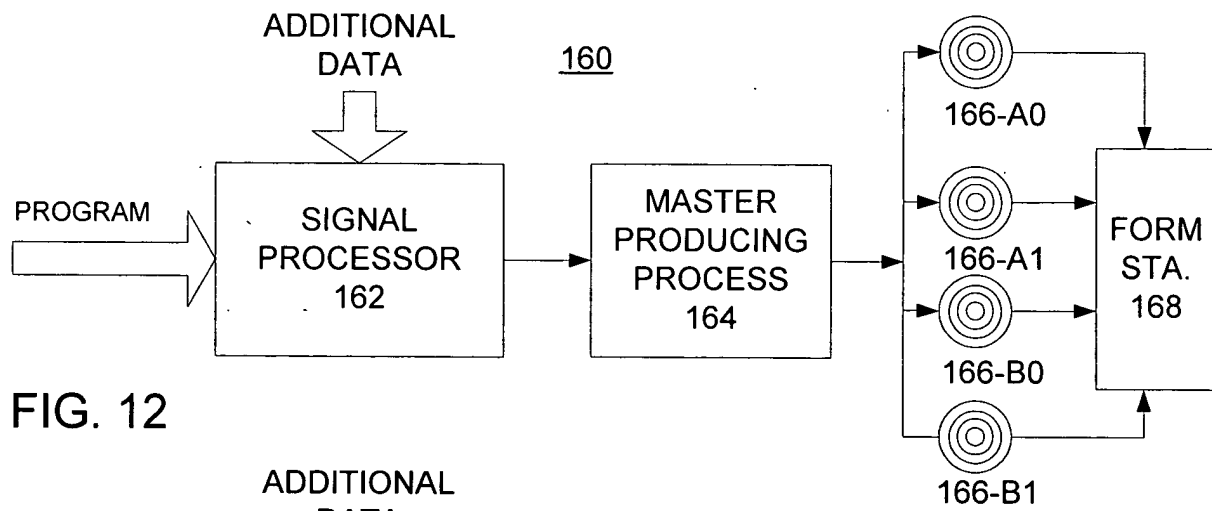 ADDITIONAL
DATA
160
166-A0
PROGRAM
SIGNAL
PROCESSOR
162
MASTER
PRODUCING
PROCESS
164
166-A1
FORM
STA.
168
166-B0
FIG. 12
166-B1
ADDITIONAL
DATA